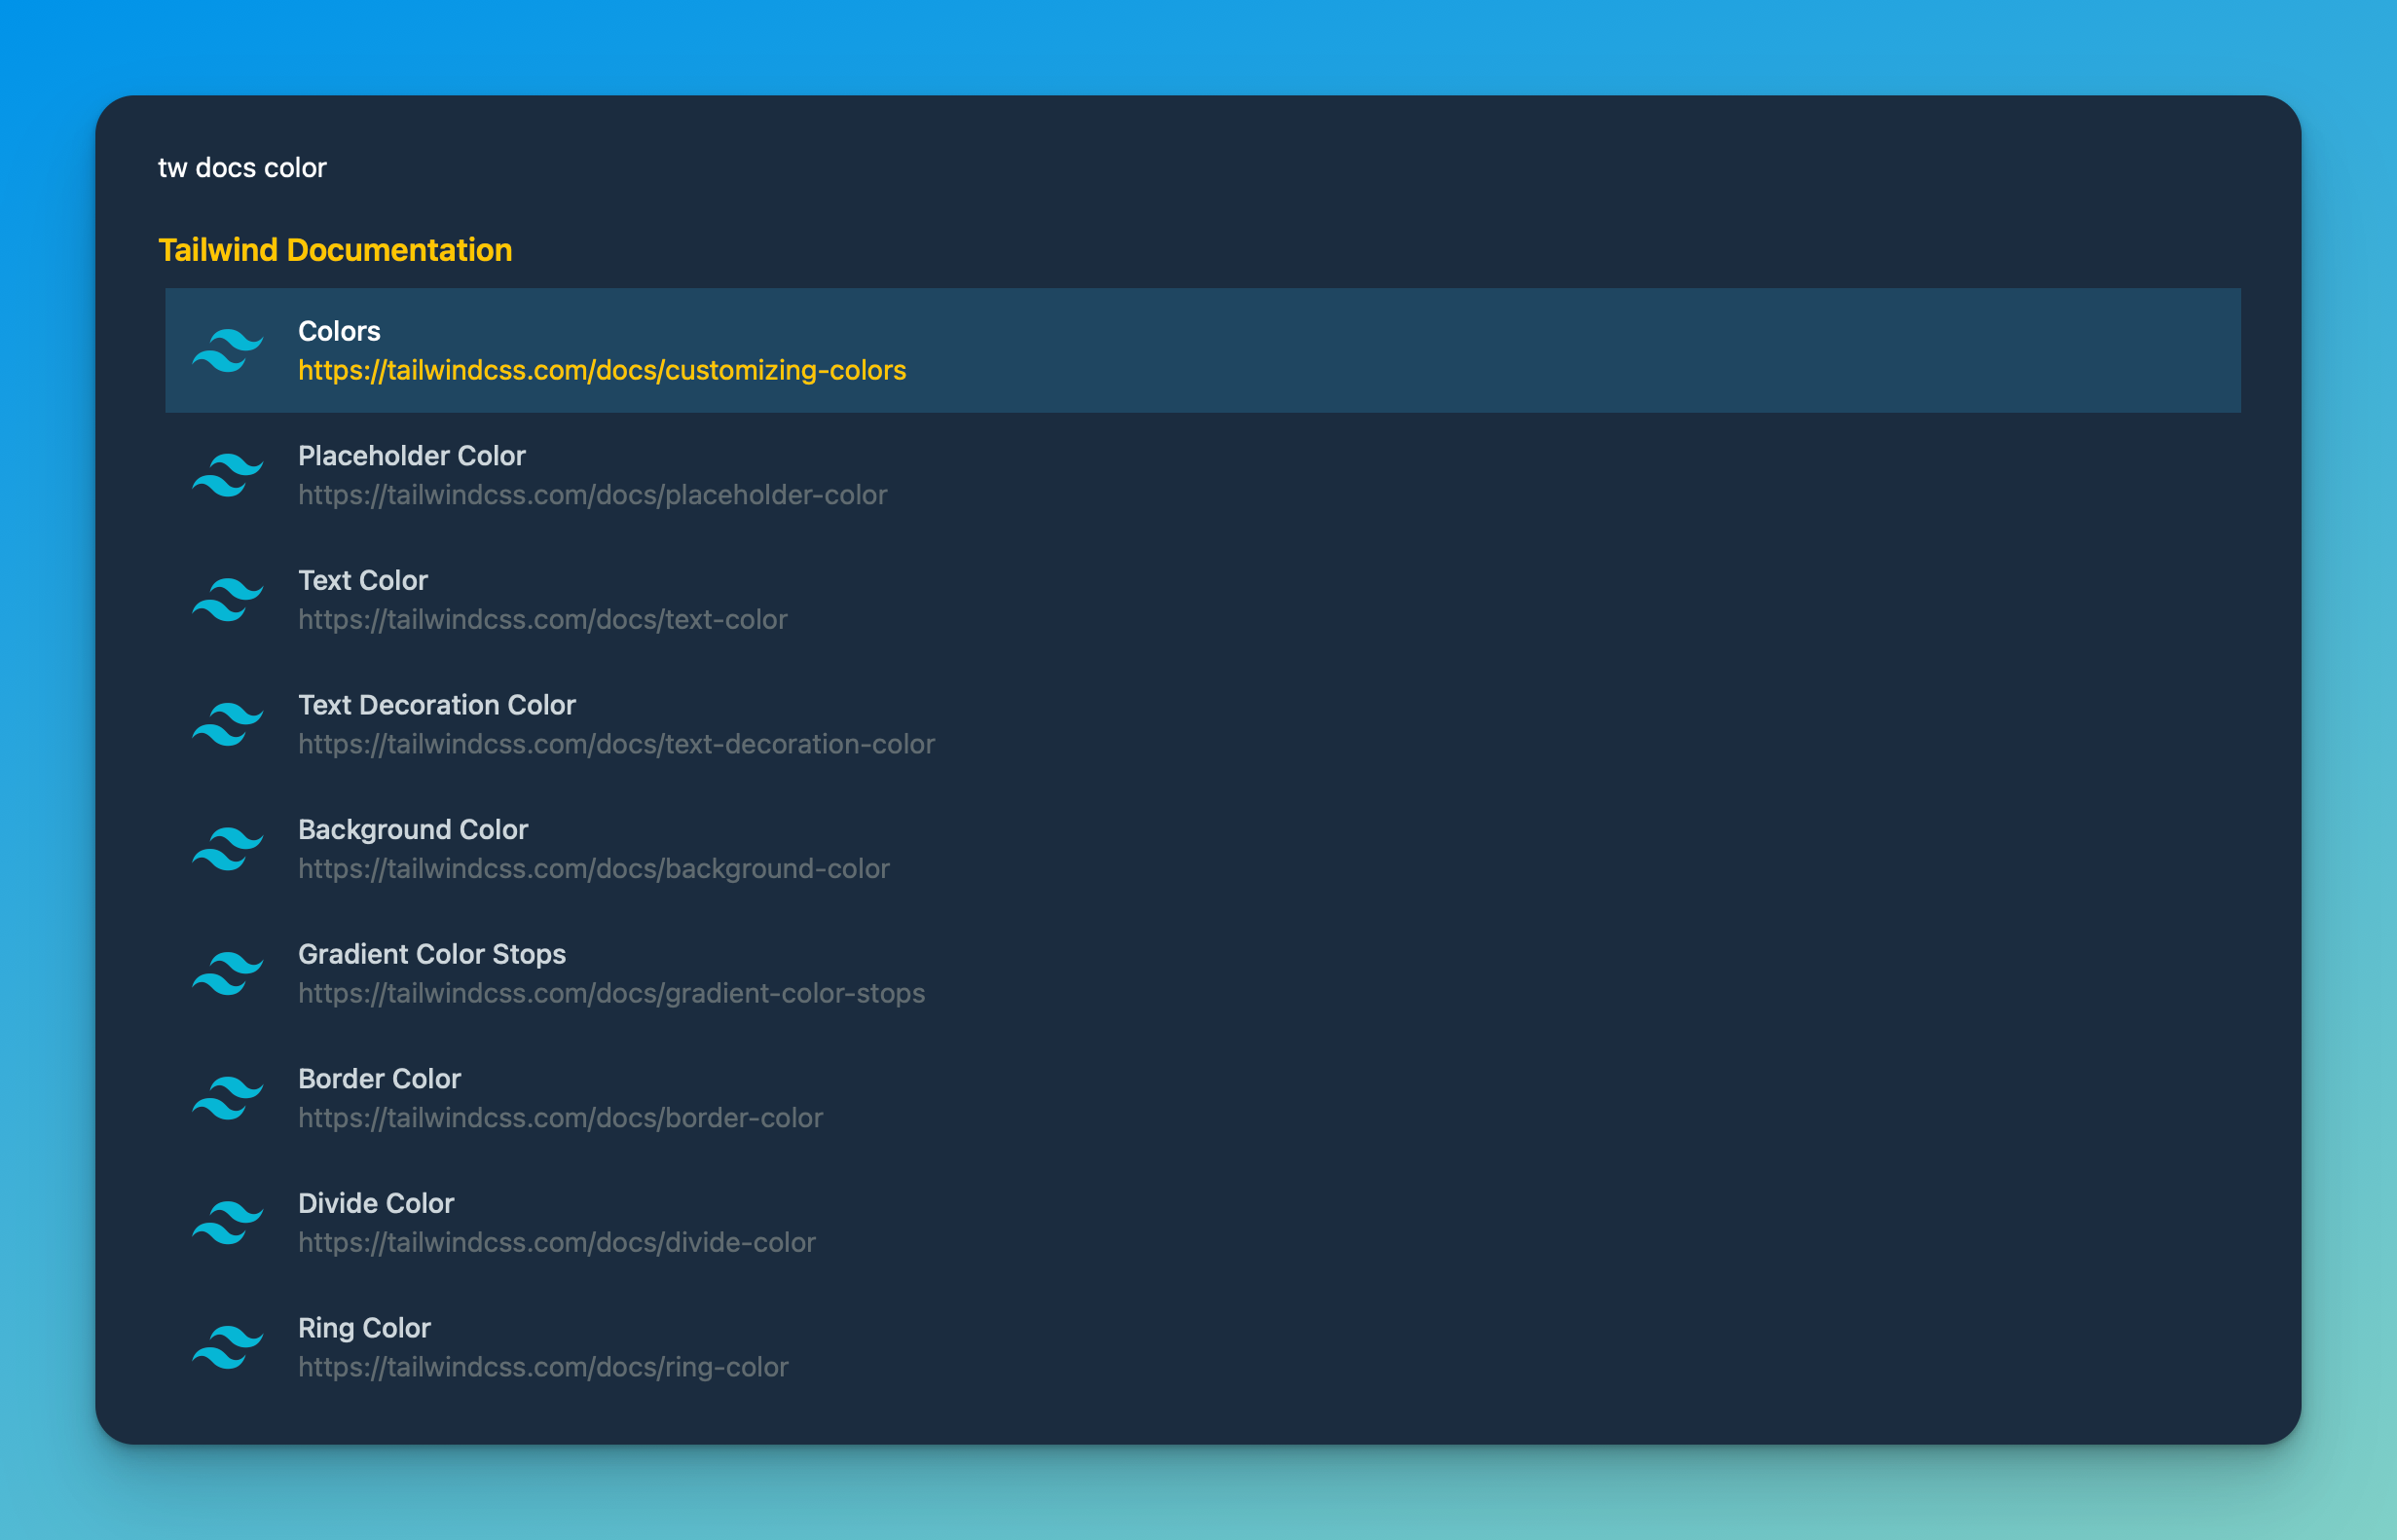 tw docs color
Tailwind Documentation
Colors
https://tailwindcss.com/docs/customizing-colors
Placeholder Color
https://tailwindcss.com/docs/placeholder-color
Text Color
https://tailwindcss.com/docs/text-color
Text Decoration Color
https://tailwindcss.com/docs/text-decoration-color
Background Color
https://tailwindcss.com/docs/background-color
Gradient Color Stops
https://tailwindcss.com/docs/gradient-color-stops
Border Color
https://tailwindcss.com/docs/border-color
Divide Color
https://tailwindcss.com/docs/divide-color
Ring Color
https://tailwindcss.com/docs/ring-color